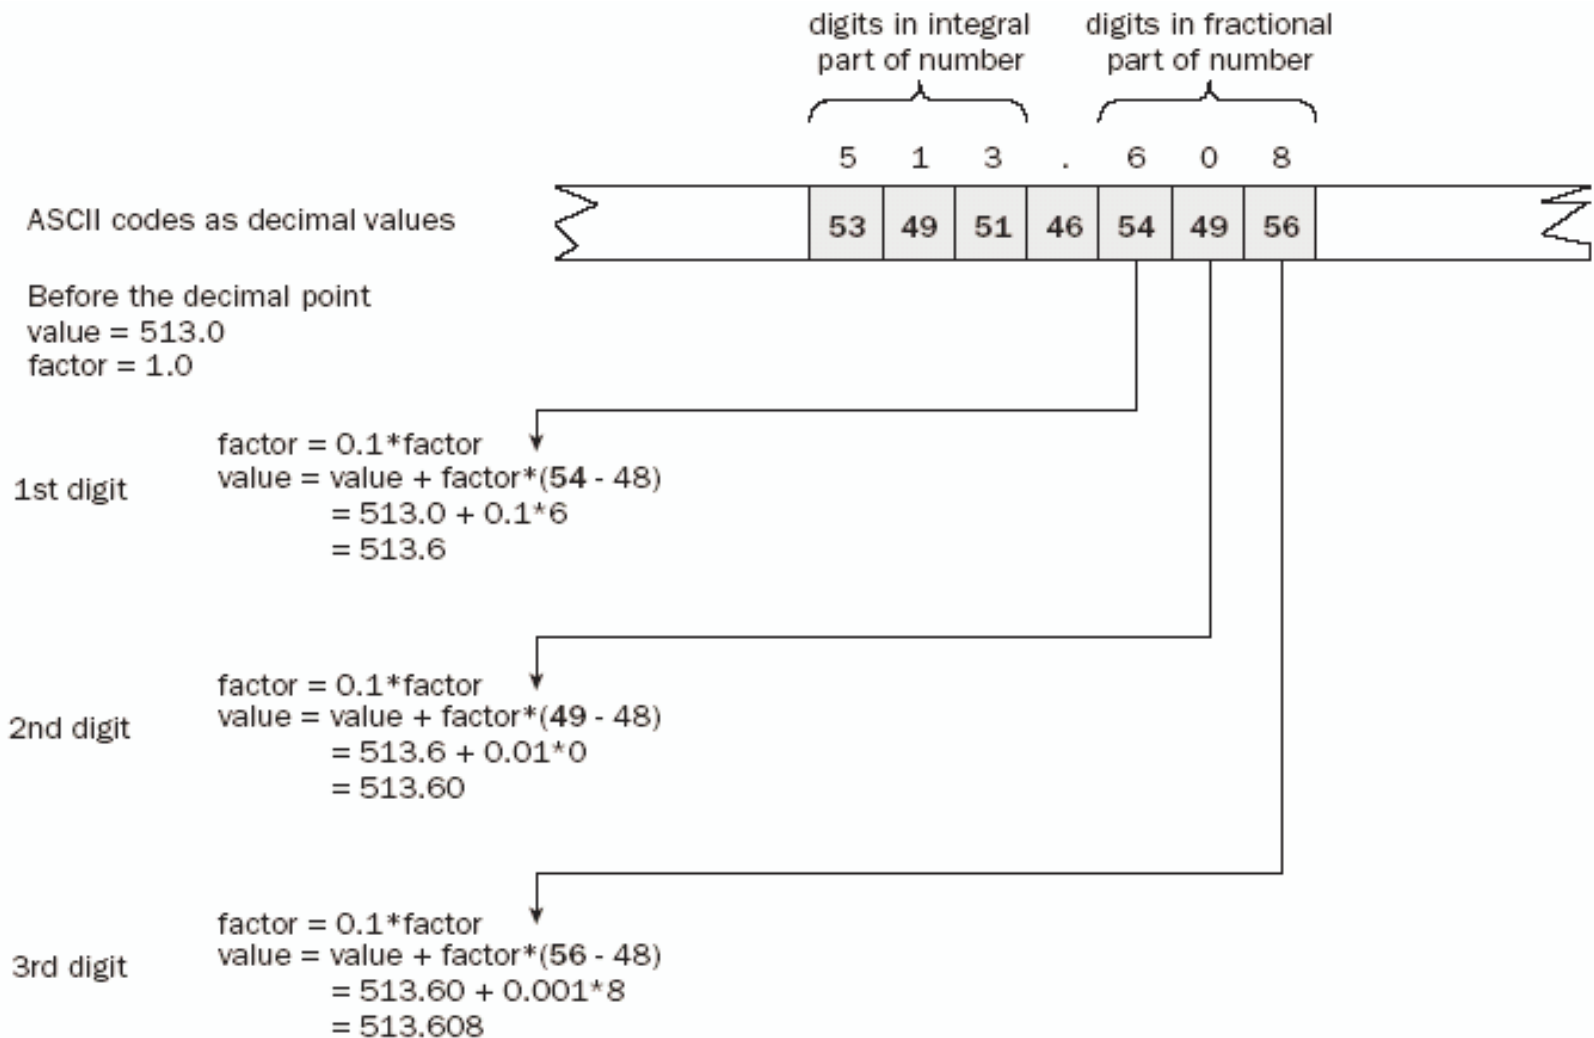 digits in integral
part of number
digits in fractional
part of number
5 1 3 . 6 0 8
ASCII codes as decimal values
53 49 51 46 54 49 56
Before the decimal point
value = 513.0
factor = 1.0
1st digit
factor = 0.1*factor
value = value + factor*(54 - 48)
= 513.0 + 0.1*6
= 513.6
2nd digit
factor = 0.1*factor
value = value + factor*(49 - 48)
= 513.6 + 0.01*0
= 513.60
3rd digit
factor = 0.1*factor
value = value + factor*(56 - 48)
= 513.60 + 0.001*8
= 513.608